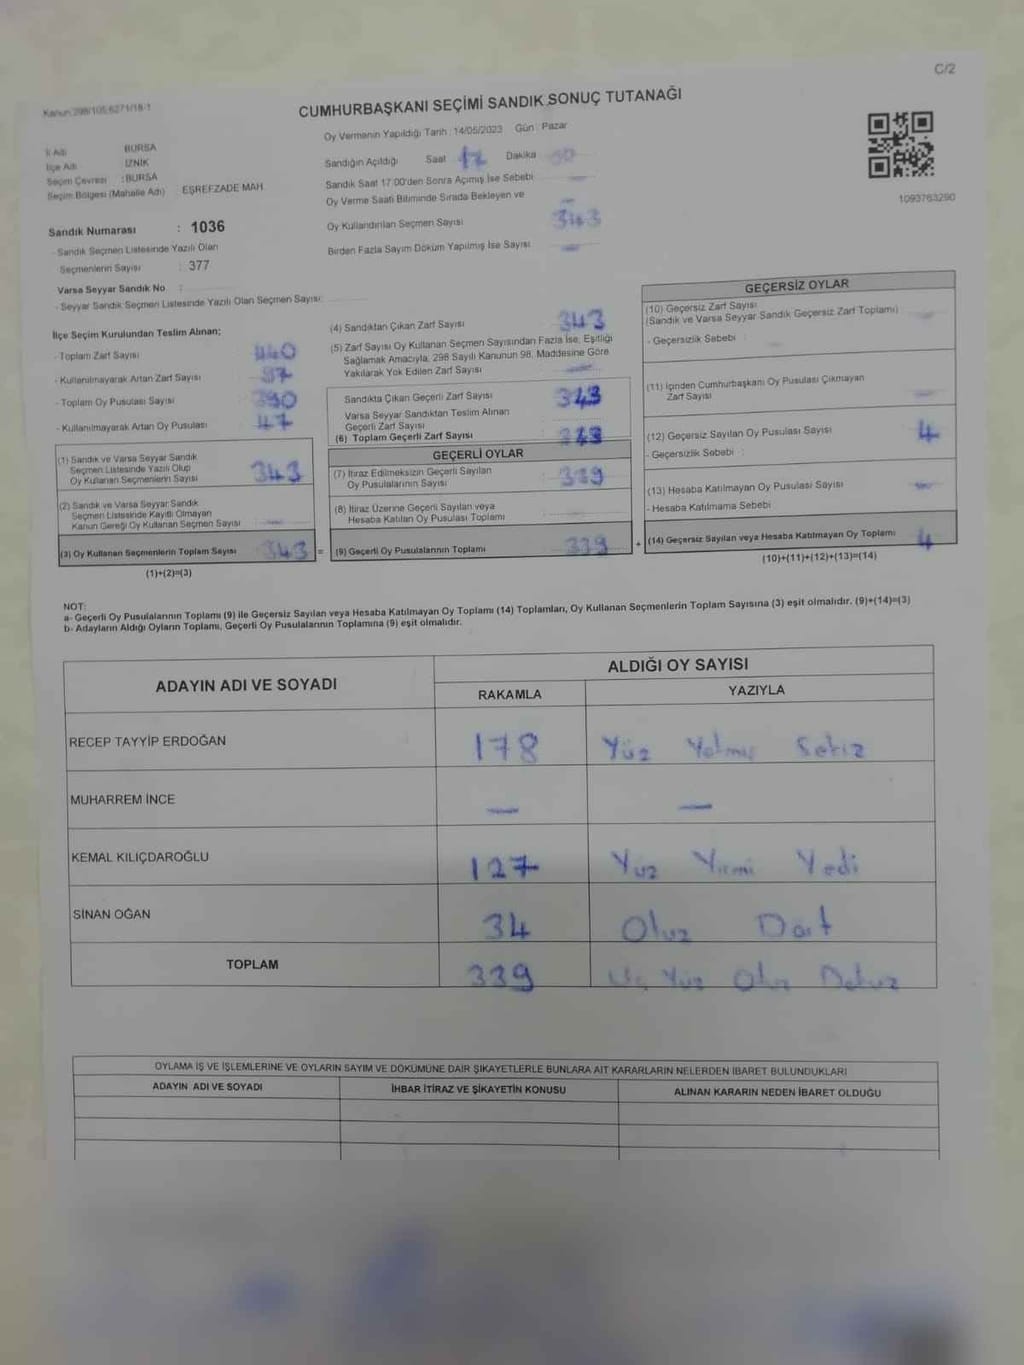 C/2
Kanun:298/105;6271/18-1
CUMHURBAŞKANI SEÇİMİ SANDIK SONUÇ TUTANAĞI
İl Adı BURSA
İlçe Adı İZNİK
Seçim Çevresi :BURSA
Seçim Bölgesi (Mahalle Adı) EŞREFZADE MAH.
Sandık Numarası : 1036
- Sandık Seçmen Listesinde Yazılı Olan
Seçmenlerin Sayısı : 377
Varsa Seyyar Sandık No :
- Seyyar Sandık Seçmen Listesinde Yazılı Olan Seçmen Sayısı:
Oy Vermenin Yapıldığı Tarih : 14/05/2023 Gün : Pazar
Sandığın Açıldığı Saat 17 Dakika
Sandık Saat 17:00'den Sonra Açımış İse Sebebi
Oy Verme Saati Bitiminde Sırada Bekleyen ve
Oy Kullandırılan Seçmen Sayısı 343
Birden Fazla Sayım Döküm Yapılmış İse Sayısı
1093763290
İlçe Seçim Kurulundan Teslim Alınan;
- Toplam Zarf Sayısı 440
- Kullanılmayarak Artan Zarf Sayısı 97
- Toplam Oy Pusulası Sayısı 390
- Kullanılmayarak Artan Oy Pusulası 47
(1) Sandık ve Varsa Seyyar Sandık
Seçmen Listesinde Yazılı Olup
Oy Kullanan Seçmenlerin Sayısı 343
(2) Sandık ve Varsa Seyyar Sandık
Seçmen Listesinde Kayıtlı Olmayan
Kanun Gereği Oy Kullanan Seçmen Sayısı —
(3) Oy Kullanan Seçmenlerin Toplam Sayısı 343 =
(1)+(2)=(3)
(4) Sandıktan Çıkan Zarf Sayısı 343
(5) Zarf Sayısı Oy Kullanan Seçmen Sayısından Fazla İse, Eşitliği
Sağlamak Amacıyla, 298 Sayılı Kanunun 98. Maddesine Göre
Yakılarak Yok Edilen Zarf Sayısı —
Sandıkta Çıkan Geçerli Zarf Sayısı 343
Varsa Seyyar Sandıktan Teslim Alınan
Geçerli Zarf Sayısı
(6) Toplam Geçerli Zarf Sayısı 343
GEÇERLİ OYLAR
(7) İtiraz Edilmeksizin Geçerli Sayılan
Oy Pusulalarının Sayısı 339
(8) İtiraz Üzerine Geçerli Sayılan veya
Hesaba Katılan Oy Pusulası Toplamı
(9) Geçerli Oy Pusulalarının Toplamı 339 +
GEÇERSİZ OYLAR
(10) Geçersiz Zarf Sayısı
(Sandık ve Varsa Seyyar Sandık Geçersiz Zarf Toplamı)
- Geçersizlik Sebebi :
(11) İçinden Cumhurbaşkanı Oy Pusulası Çıkmayan
Zarf Sayısı
(12) Geçersiz Sayılan Oy Pusulası Sayısı 4
- Geçersizlik Sebebi :
(13) Hesaba Katılmayan Oy Pusulası Sayısı —
- Hesaba Katılmama Sebebi
(14) Geçersiz Sayılan veya Hesaba Katılmayan Oy Toplamı 4
(10)+(11)+(12)+(13)=(14)
NOT:
a- Geçerli Oy Pusulalarının Toplamı (9) ile Geçersiz Sayılan veya Hesaba Katılmayan Oy Toplamı (14) Toplamları, Oy Kullanan Seçmenlerin Toplam Sayısına (3) eşit olmalıdır. (9)+(14)=(3)
b- Adayların Aldığı Oyların Toplamı, Geçerli Oy Pusulalarının Toplamına (9) eşit olmalıdır.
ADAYIN ADI VE SOYADI
ALDIĞI OY SAYISI
RAKAMLA YAZIYLA
RECEP TAYYİP ERDOĞAN 178 Yüz Yetmiş Sekiz
MUHARREM İNCE — —
KEMAL KILIÇDAROĞLU 127 Yüz Yirmi Yedi
SİNAN OĞAN 34 Otuz Dört
TOPLAM 339 Üç Yüz Otuz Dokuz
OYLAMA İŞ VE İŞLEMLERİNE VE OYLARIN SAYIM VE DÖKÜMÜNE DAİR ŞİKAYETLERLE BUNLARA AİT KARARLARIN NELERDEN İBARET BULUNDUKLARI
ADAYIN ADI VE SOYADI İHBAR İTİRAZ VE ŞİKAYETİN KONUSU ALINAN KARARIN NEDEN İBARET OLDUĞU